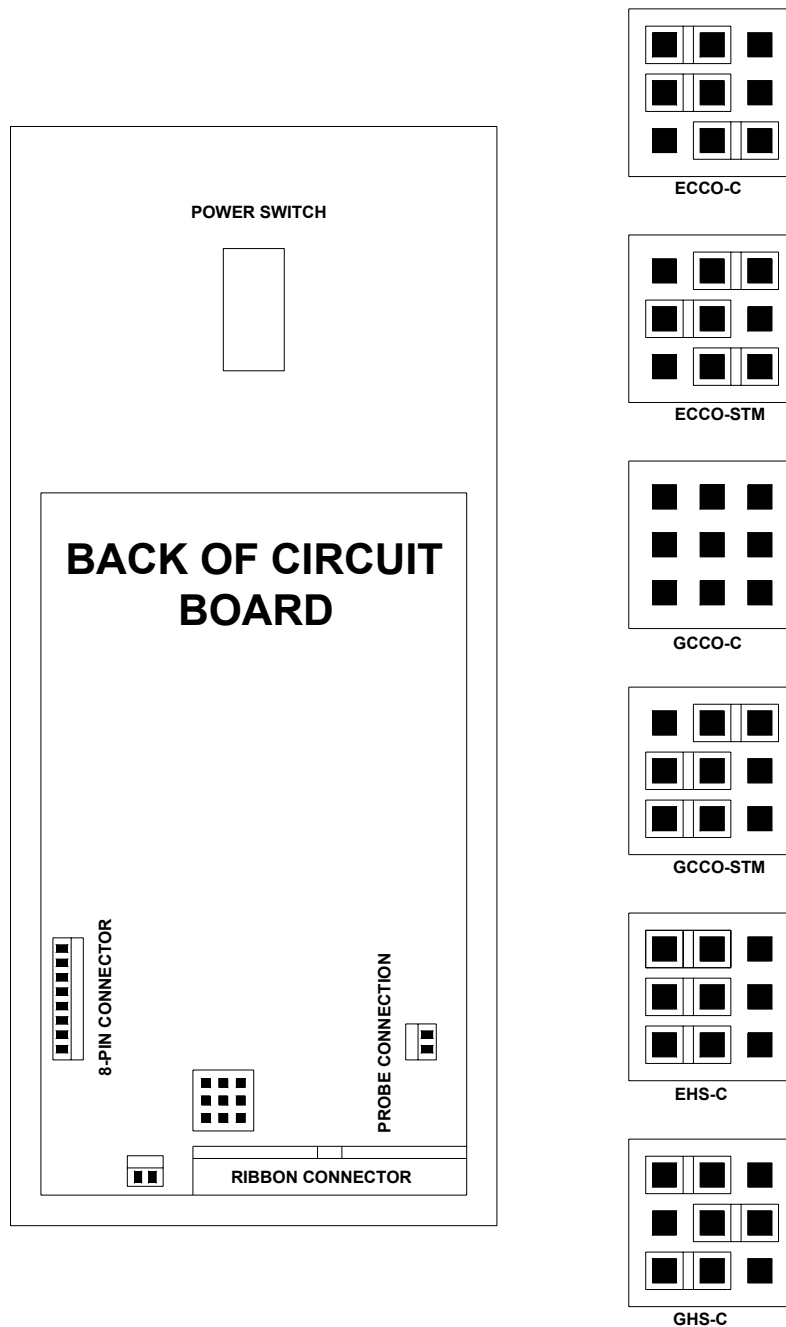 POWER SWITCH
BACK OF CIRCUIT
BOARD
8-PIN CONNECTOR
PROBE CONNECTION
RIBBON CONNECTOR
ECCO-C
ECCO-STM
GCCO-C
GCCO-STM
EHS-C
GHS-C